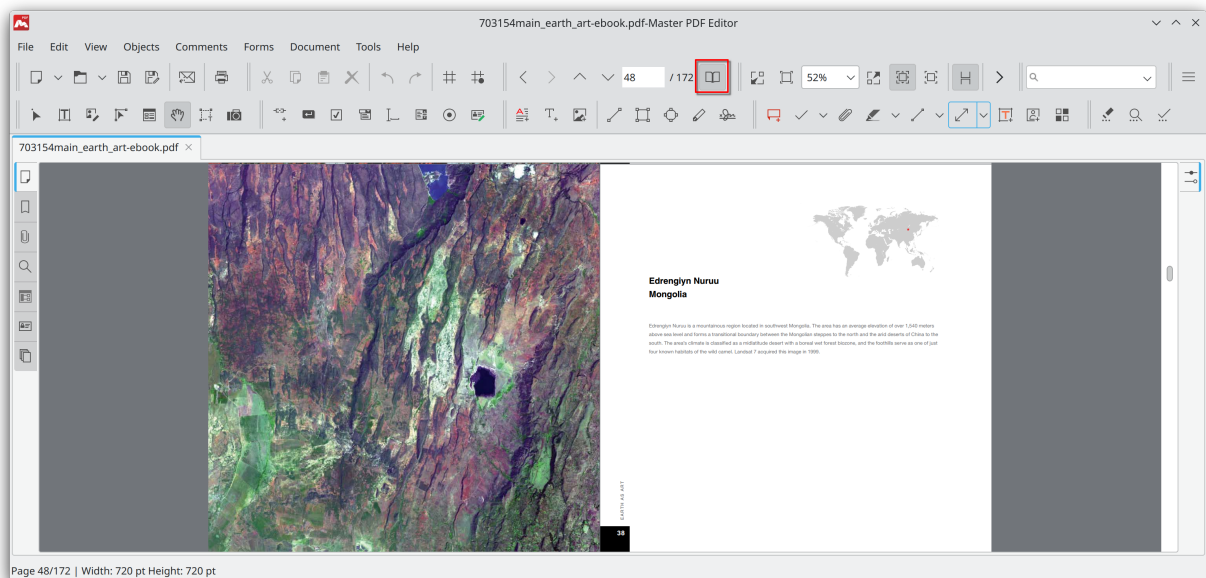 703154main_earth_art-ebook.pdf-Master PDF Editor
File Edit View Objects Comments Forms Document Tools Help
48 / 172 52%
703154main_earth_art-ebook.pdf
Edrengiyn Nuruu
Mongolia
Edrengiyn Nuruu is a mountainous region located in southwest Mongolia. The area has an average elevation of over 1,640 meters
above sea level and forms a transitional boundary between the Mongolian steppes to the north and the arid deserts of China to the
south. The area's climate is classified as a midlatitude desert with a boreal wet forest biozone, and the foothills serve as one of just
four known habitats of the wild camel. Landsat 7 acquired this image in 1999.
EARTH AS ART
38
Page 48/172 | Width: 720 pt Height: 720 pt